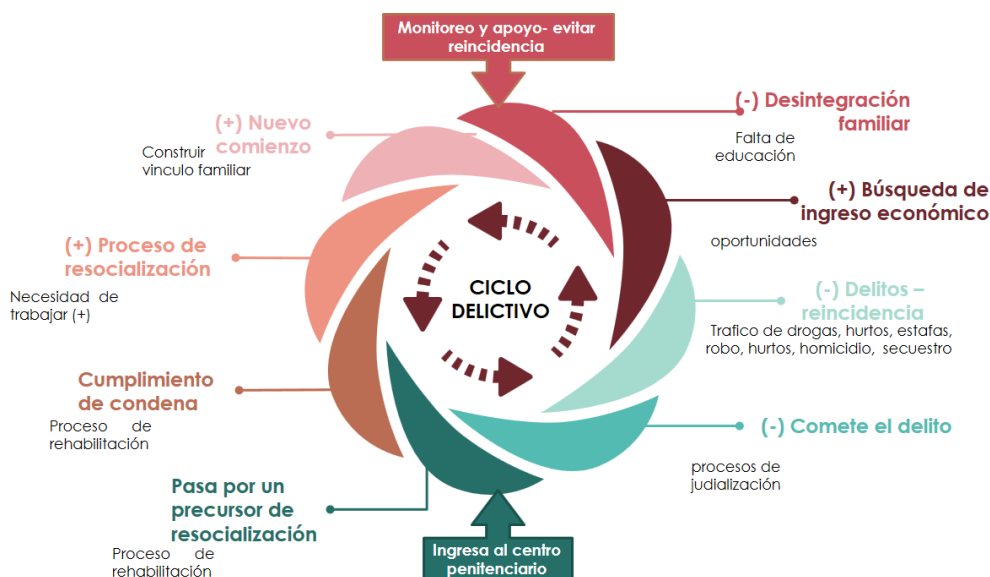 Monitoreo y apoyo- evitar
reincidencia
(-) Desintegración
familiar
Falta de
educación
(+) Búsqueda de
ingreso económico
oportunidades
(-) Delitos –
reincidencia
Trafico de drogas, hurtos, estafas,
robo, hurtos, homicidio, secuestro
(-) Comete el delito
procesos de
judialización
Ingresa al centro
penitenciario
Pasa por un
precursor de
resocialización
Proceso de
rehabilitación
Cumplimiento
de condena
Proceso de
rehabilitación
(+) Proceso de
resocialización
Necesidad de
trabajar (+)
(+) Nuevo
comienzo
Construir
vinculo familiar
CICLO
DELICTIVO